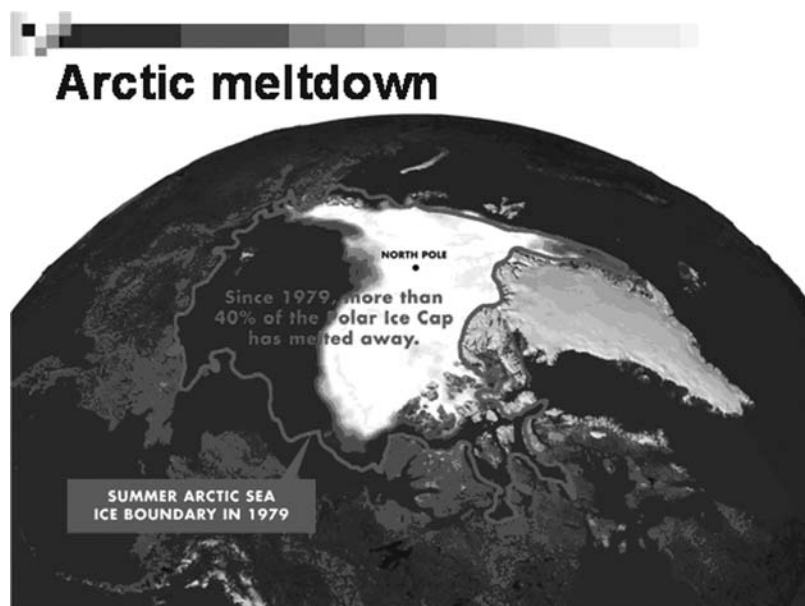 Arctic meltdown
NORTH POLE
Since 1979, more than
40% of the Polar Ice Cap
has melted away.
SUMMER ARCTIC SEA
ICE BOUNDARY IN 1979